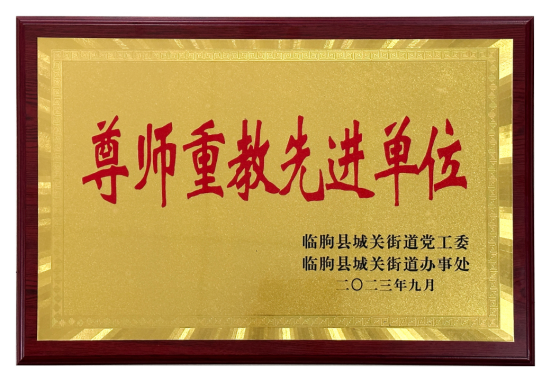 尊师重教先进单位
临朐县城关街道党工委
临朐县城关街道办事处
二〇二三年九月